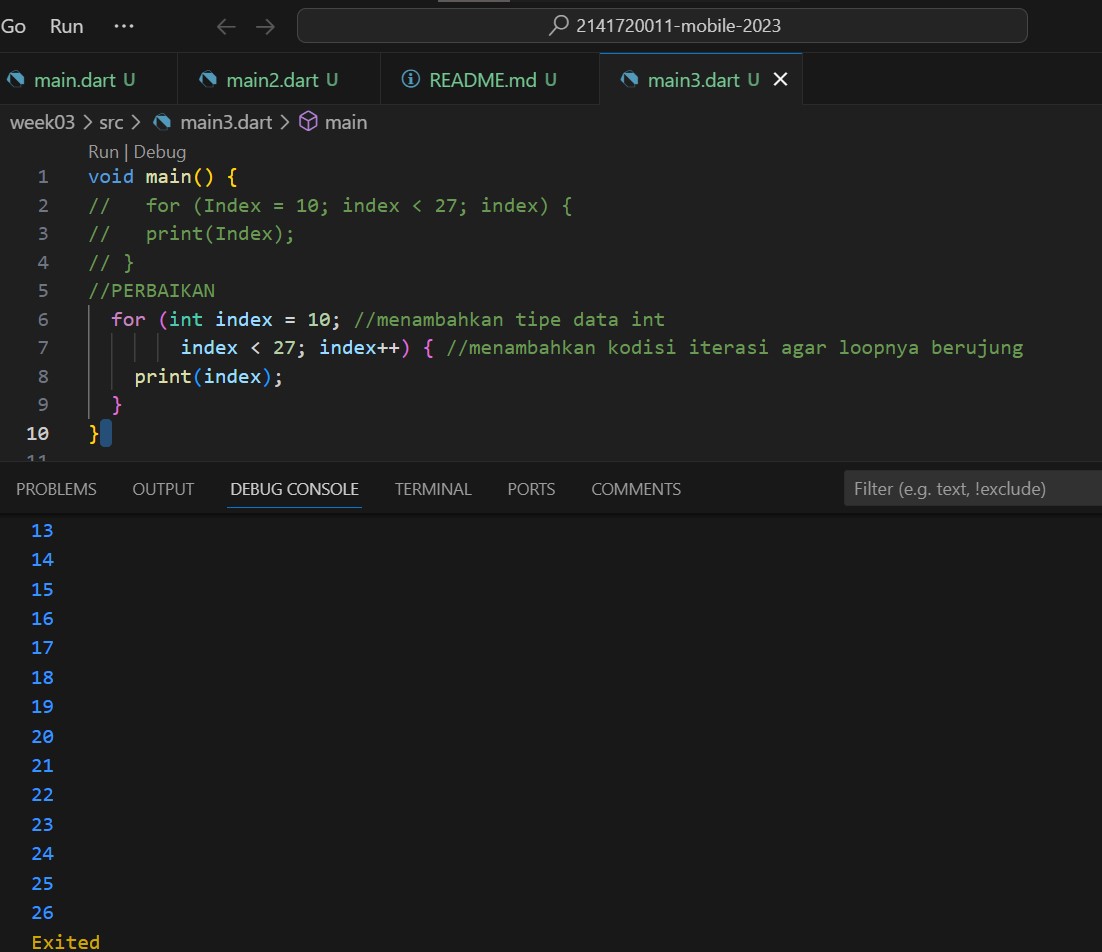 Go Run ··· 2141720011-mobile-2023
main.dart U main2.dart U README.md U main3.dart U
week03 > src > main3.dart > main
Run | Debug
1 void main() {
2 //   for (Index = 10; index < 27; index) {
3 //   print(Index);
4 // }
5 //PERBAIKAN
6   for (int index = 10; //menambahkan tipe data int
7         index < 27; index++) { //menambahkan kodisi iterasi agar loopnya berujung
8     print(index);
9   }
10 }
11
PROBLEMS OUTPUT DEBUG CONSOLE TERMINAL PORTS COMMENTS Filter (e.g. text, !exclude)
13
14
15
16
17
18
19
20
21
22
23
24
25
26
Exited